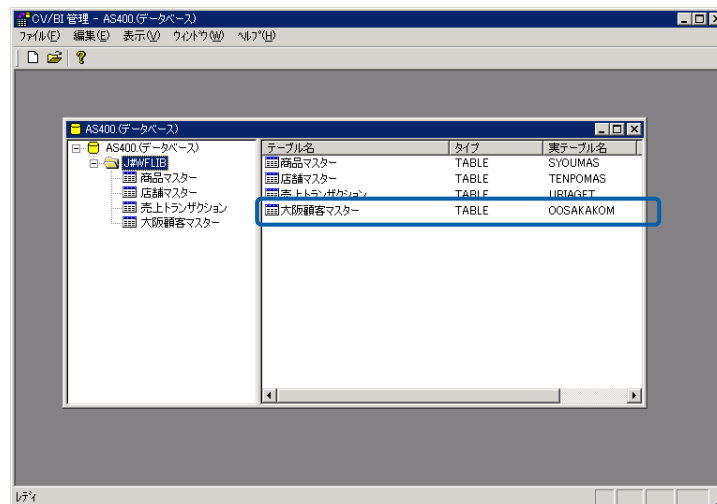 CV/BI 管理 - AS400.(データベース)
ファイル(F) 編集(E) 表示(V) ウィンドウ(W) ヘルプ(H)
AS400.(データベース)
AS400.(データベース)
J#WFLIB
商品マスター
店舗マスター
売上トランザクション
大阪顧客マスター
テーブル名 タイプ 実テーブル名
商品マスター TABLE SYOUMAS
店舗マスター TABLE TENPOMAS
売上トランザクション TABLE URIAGET
大阪顧客マスター TABLE OOSAKAKOM
レディ